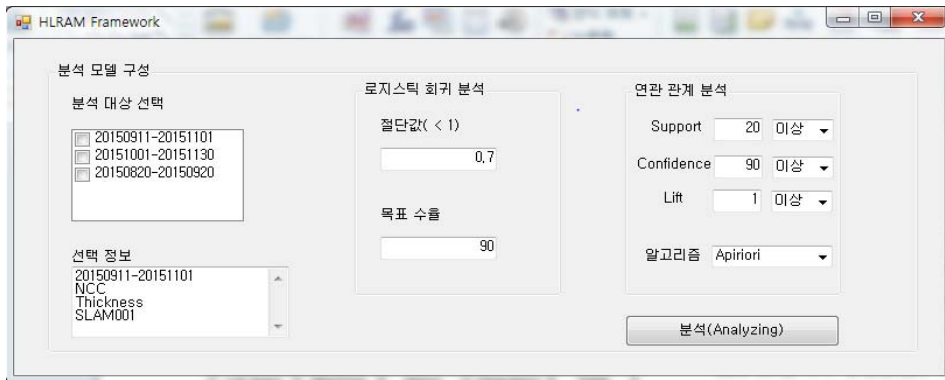 HLRAM Framework
분석 모델 구성
분석 대상 선택
20150911-20151101
20151001-20151130
20150820-20150920
선택 정보
20150911-20151101
NCC
Thickness
SLAM001
로지스틱 회귀 분석
절단값( < 1)
0,7
목표 수율
90
연관 관계 분석
Support 20 이상
Confidence 90 이상
Lift 1 이상
알고리즘 Apiriori
분석(Analyzing)